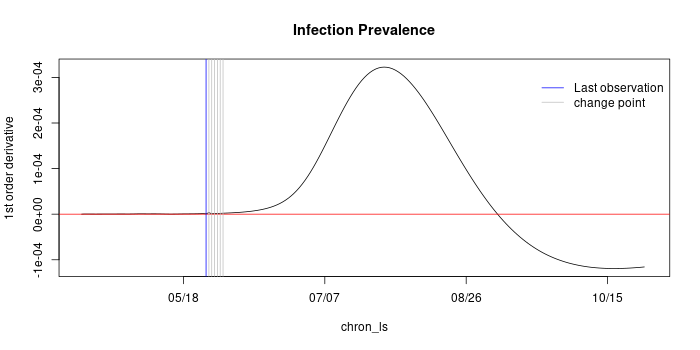 Infection Prevalence
1st order derivative
3e-04
2e-04
1e-04
0e+00
-1e-04
Last observation
change point
05/18 07/07 08/26 10/15
chron_ls